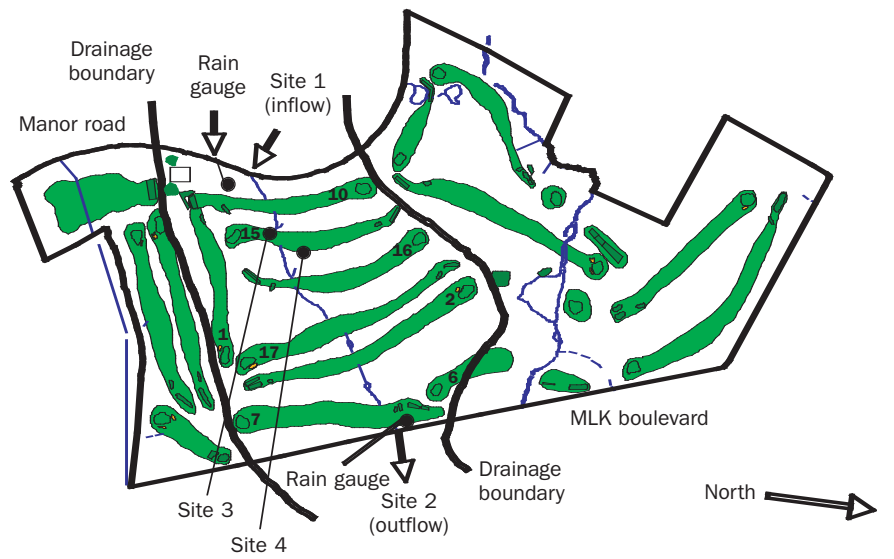 Drainage
boundary
Rain
gauge
Site 1
(inflow)
Manor road
10
15
16
2
1
17
6
7
MLK boulevard
Rain gauge
Drainage
boundary
Site 2
(outflow)
Site 3
Site 4
North